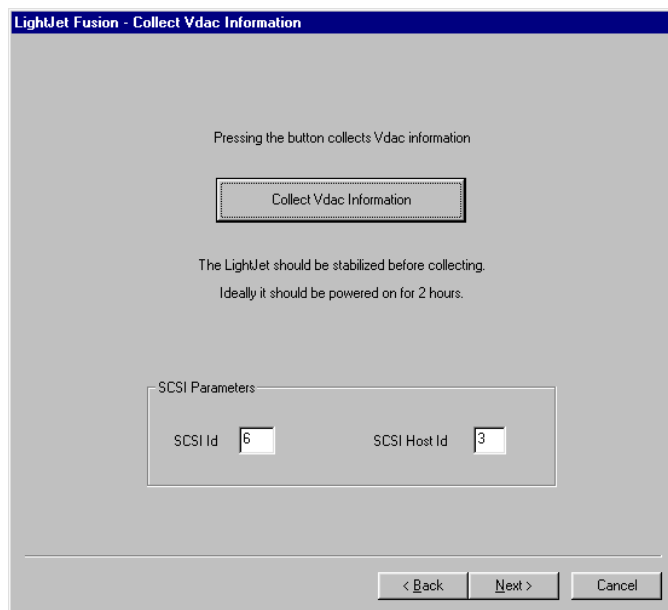 LightJet Fusion - Collect Vdac Information
Pressing the button collects Vdac information
Collect Vdac Information
The LightJet should be stabilized before collecting.
Ideally it should be powered on for 2 hours.
SCSI Parameters
SCSI Id 6 SCSI Host Id 3
< Back Next > Cancel